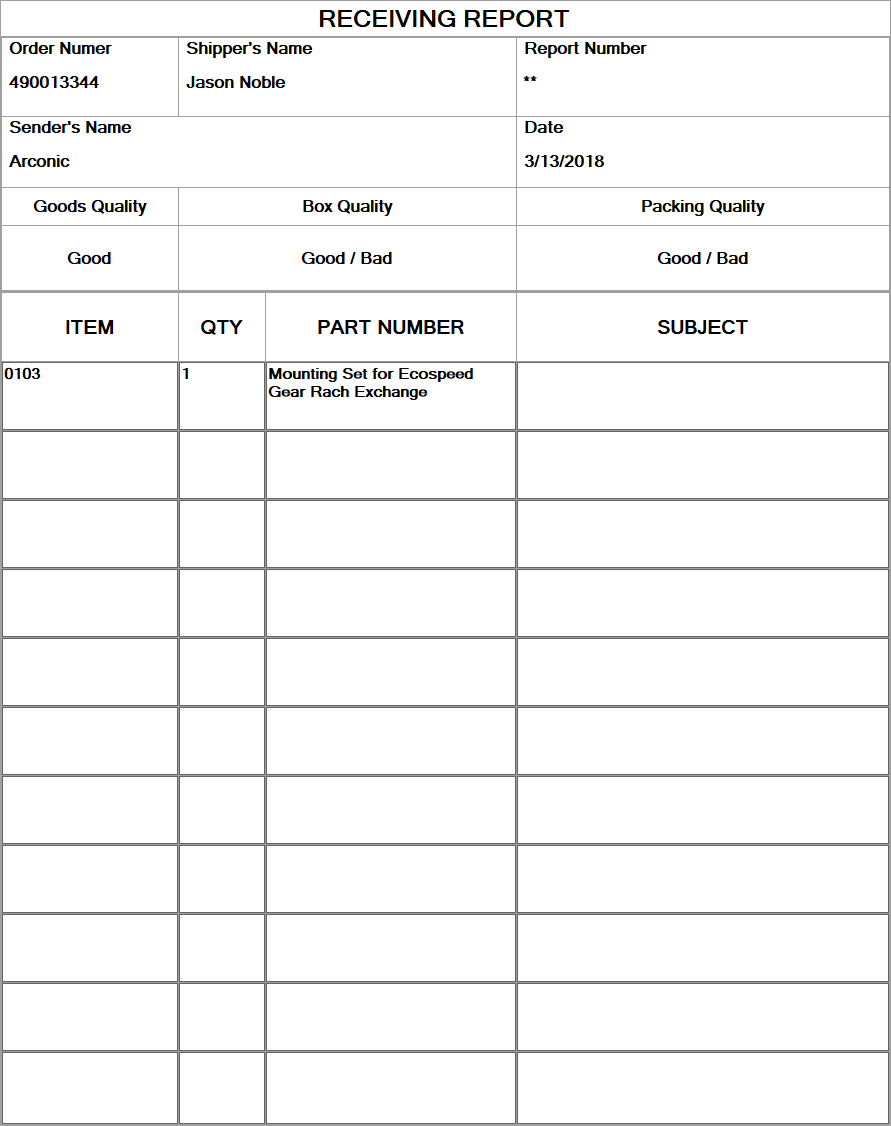 RECEIVING REPORT
Order Numer
Shipper's Name
Report Number
490013344
Jason Noble
**
Sender's Name
Date
Arconic
3/13/2018
Goods Quality
Box Quality
Packing Quality
Good
Good / Bad
Good / Bad
ITEM
QTY
PART NUMBER
SUBJECT
0103
1
Mounting Set for Ecospeed
Gear Rach Exchange